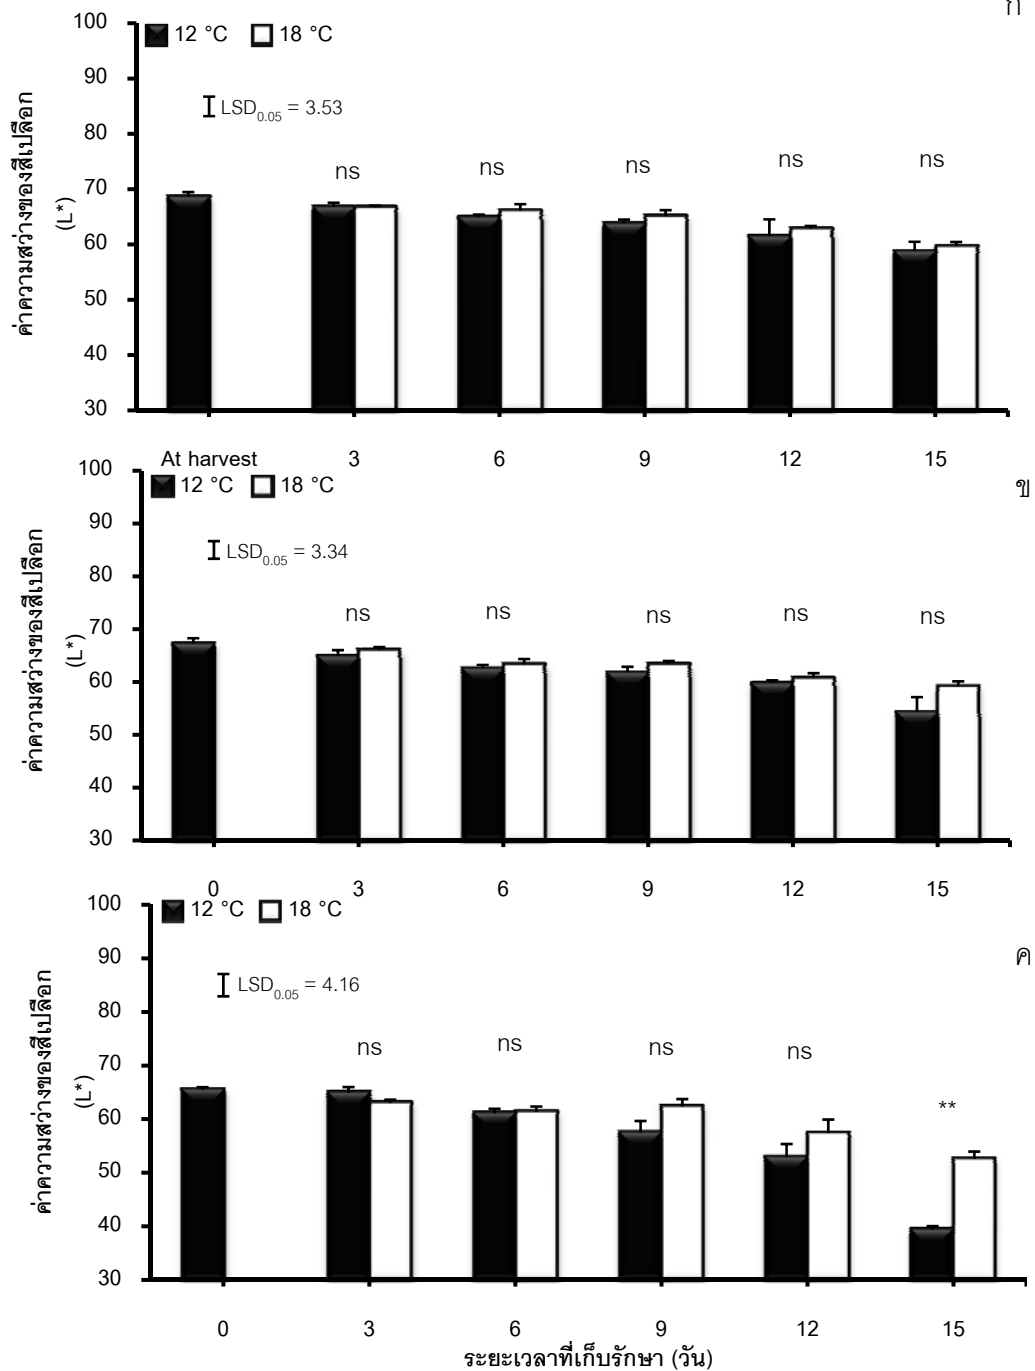 ก
100
12 °C 18 °C
90
LSD0.05 = 3.53
80
ns ns ns ns ns
70
60
50
40
30
ค่าความสว่างของสีเปลือก
(L*)
At harvest 3 6 9 12 15
ข
100
12 °C 18 °C
90
LSD0.05 = 3.34
80
70
ns ns ns ns ns
60
50
40
30
ค่าความสว่างของสีเปลือก
(L*)
0 3 6 9 12 15
100
12 °C 18 °C
90
ค
LSD0.05 = 4.16
80
70
ns ns ns ns **
60
50
40
30
ค่าความสว่างของสีเปลือก
(L*)
0 3 6 9 12 15
ระยะเวลาที่เก็บรักษา (วัน)